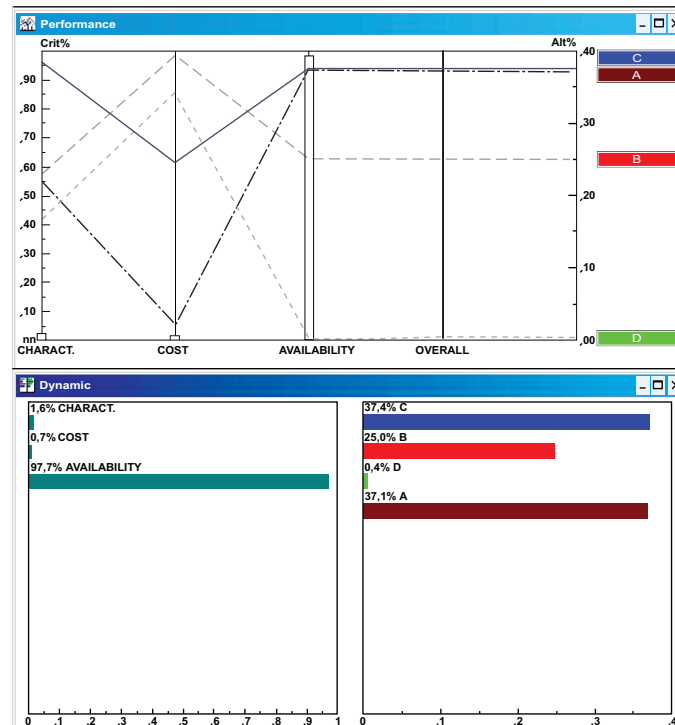 Performance
Crit%
Alt%
,90
,80
,70
,60
,50
,40
,30
,20
,10
nn
,40
,30
,20
,10
,00
C
A
B
D
CHARACT. COST AVAILABILITY OVERALL
Dynamic
1,6% CHARACT.
0,7% COST
97,7% AVAILABILITY
0 .1 .2 .3 .4 .5 .6 .7 .8 .9 1
37,4% C
25,0% B
0,4% D
37,1% A
0 .1 .2 .3 .4